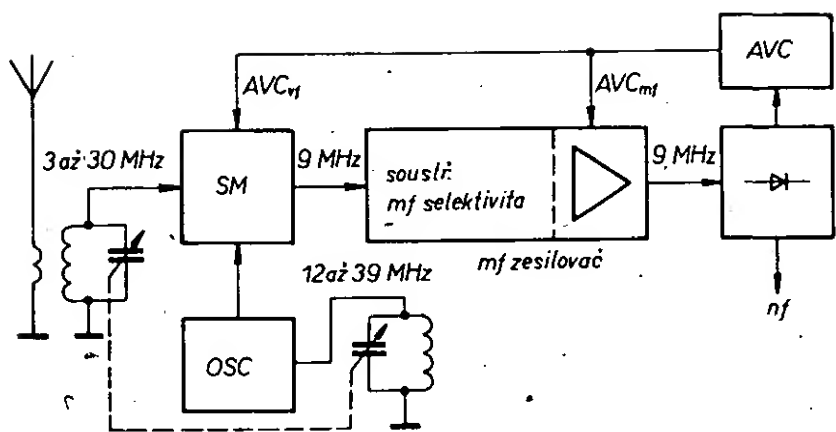 AVC
AVCvf
AVCmf
3 až 30 MHz
SM
9 MHz
soustř.
mf selektivita
9 MHz
mf zesilovač
12 až 39 MHz
OSC
nf